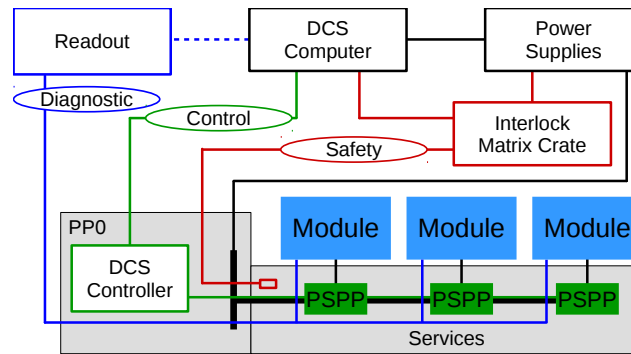 Readout
DCS
Computer
Power
Supplies
Diagnostic
Control
Safety
Interlock
Matrix Crate
PP0
Module
Module
Module
DCS
Controller
PSPP
PSPP
PSPP
Services